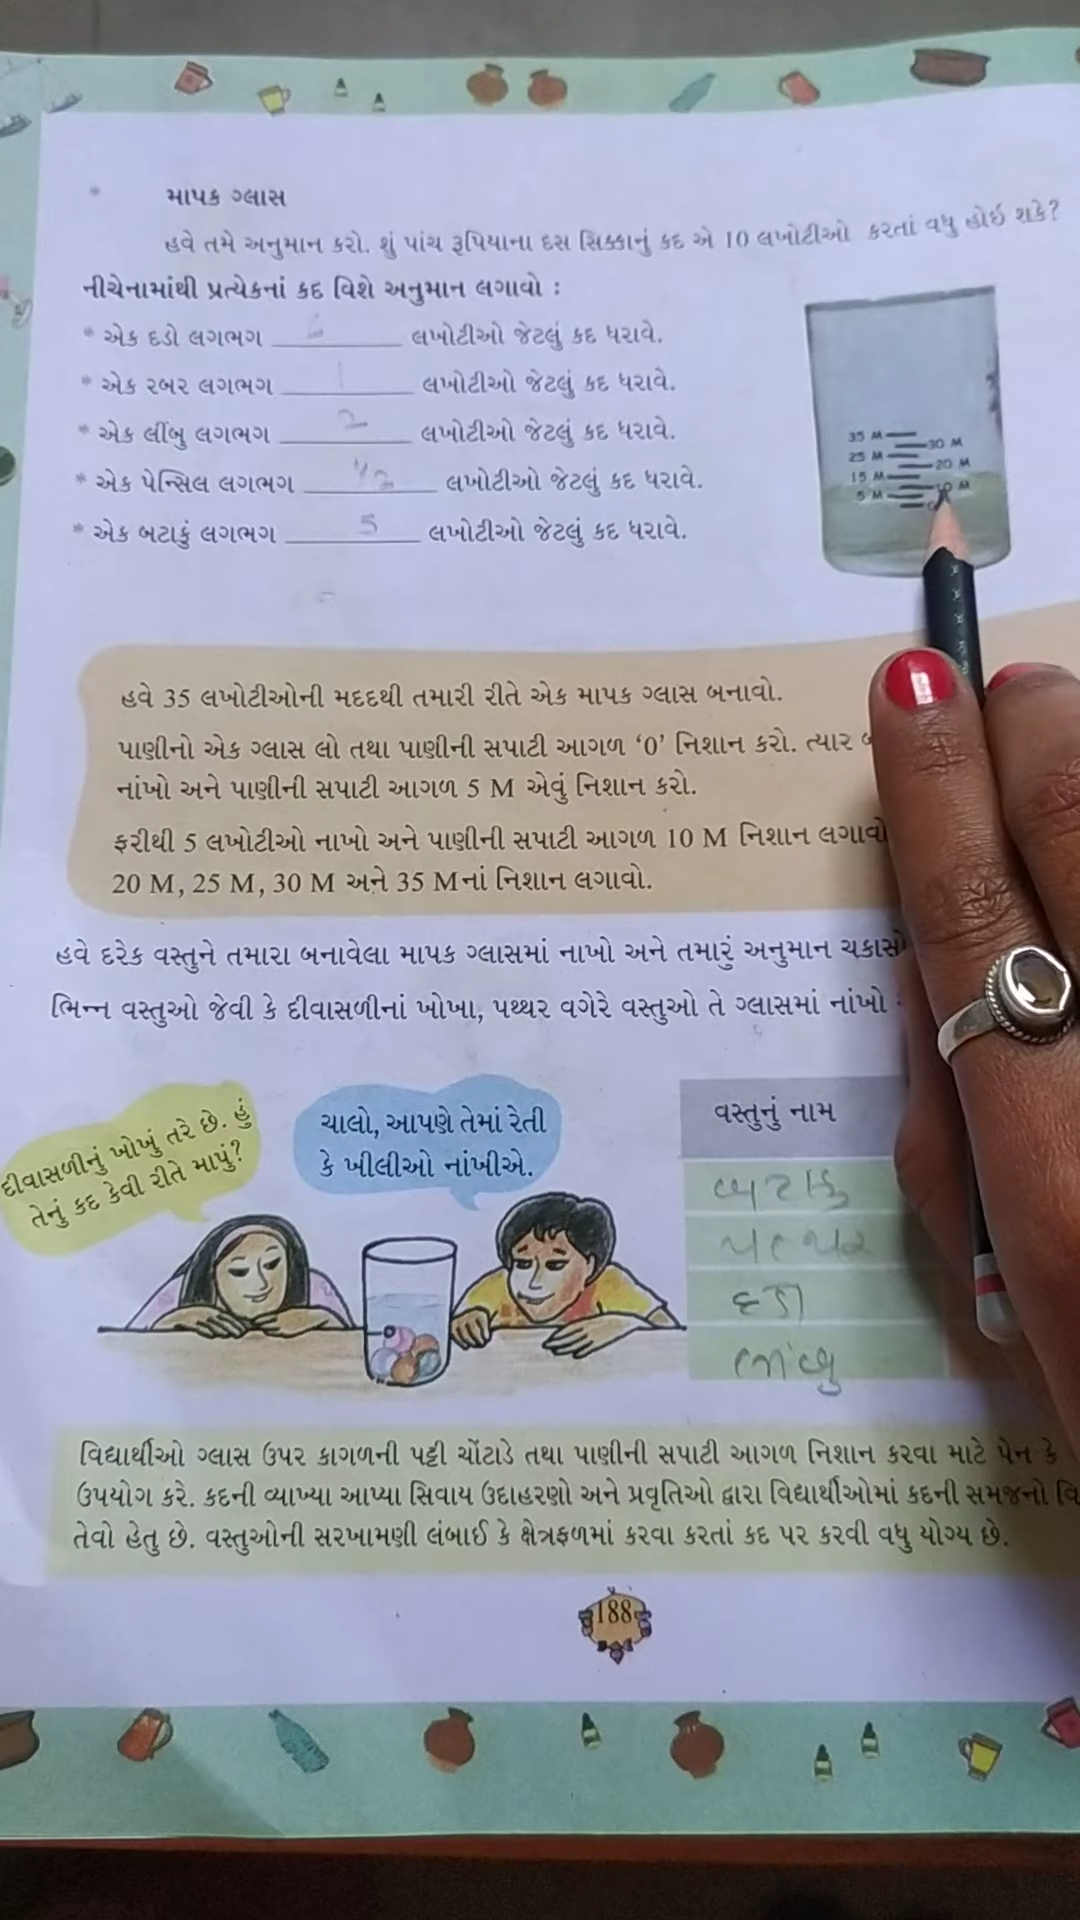 માપક ગ્લાસ
હવે તમે અનુમાન કરો. શું પાંચ રૂપિયાના દસ સિક્કાનું કદ એ 10 લખોટીઓ કરતાં વધુ હોઈ શકે?
નીચેનામાંથી પ્રત્યેકનાં કદ વિશે અનુમાન લગાવો :
* એક દડો લગભગ ________ લખોટીઓ જેટલું કદ ધરાવે.
* એક રબર લગભગ 1 લખોટીઓ જેટલું કદ ધરાવે.
* એક લીંબુ લગભગ 2 લખોટીઓ જેટલું કદ ધરાવે.
* એક પેન્સિલ લગભગ ________ લખોટીઓ જેટલું કદ ધરાવે.
* એક બટાકું લગભગ 5 લખોટીઓ જેટલું કદ ધરાવે.
35 M
30 M
25 M
20 M
15 M
10 M
5 M
0
હવે 35 લખોટીઓની મદદથી તમારી રીતે એક માપક ગ્લાસ બનાવો.
પાણીનો એક ગ્લાસ લો તથા પાણીની સપાટી આગળ ‘0’ નિશાન કરો. ત્યાર
નાંખો અને પાણીની સપાટી આગળ 5 M એવું નિશાન કરો.
ફરીથી 5 લખોટીઓ નાખો અને પાણીની સપાટી આગળ 10 M નિશાન લગાવો
20 M, 25 M, 30 M અને 35 Mનાં નિશાન લગાવો.
હવે દરેક વસ્તુને તમારા બનાવેલા માપક ગ્લાસમાં નાખો અને તમારું અનુમાન ચકાસો
ભિન્ન વસ્તુઓ જેવી કે દીવાસળીનાં ખોખા, પથ્થર વગેરે વસ્તુઓ તે ગ્લાસમાં નાંખો
દીવાસળીનું ખોખું તરે છે. હું
તેનું કદ કેવી રીતે માપું?
ચાલો, આપણે તેમાં રેતી
કે ખીલીઓ નાંખીએ.
વસ્તુનું નામ
બટાકુ
પત્થર
દડો
લીંબુ
વિદ્યાર્થીઓ ગ્લાસ ઉપર કાગળની પટ્ટી ચોંટાડે તથા પાણીની સપાટી આગળ નિશાન કરવા માટે પેન કે
ઉપયોગ કરે. કદની વ્યાખ્યા આપ્યા સિવાય ઉદાહરણો અને પ્રવૃતિઓ દ્વારા વિદ્યાર્થીઓમાં કદની સમજનો
તેવો હેતુ છે. વસ્તુઓની સરખામણી લંબાઈ કે ક્ષેત્રફળમાં કરવા કરતાં કદ પર કરવી વધુ યોગ્ય છે.
188